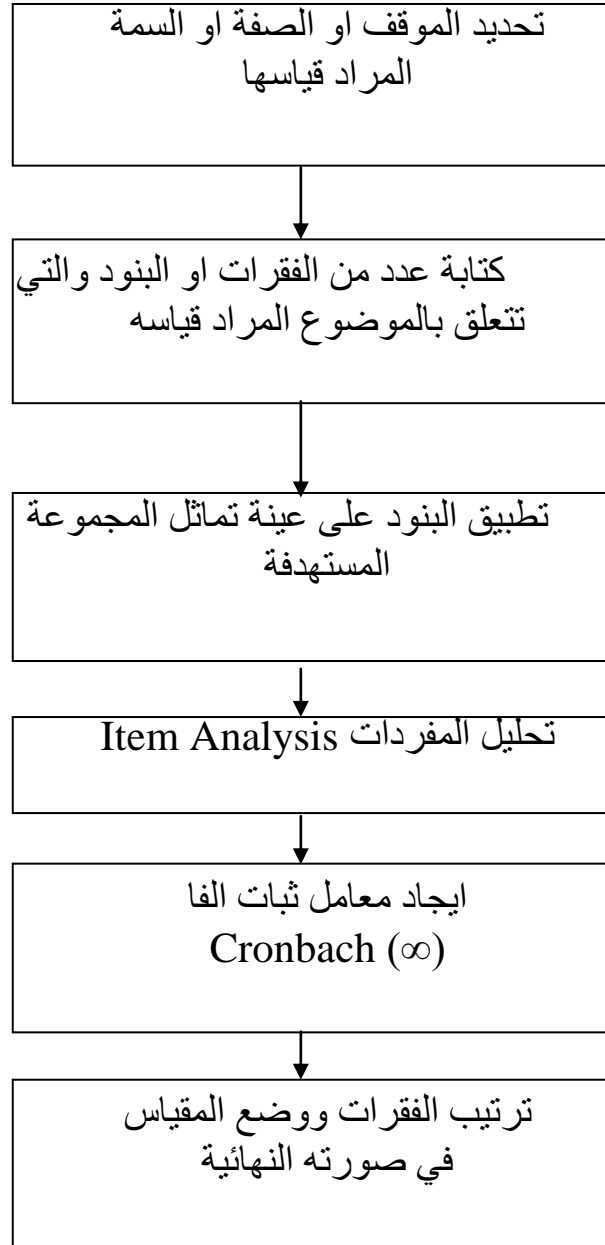 تحديد الموقف او الصفة او السمة
المراد قياسها
كتابة عدد من الفقرات او البنود والتي
تتعلق بالموضوع المراد قياسه
تطبيق البنود على عينة تماثل المجموعة
المستهدفة
تحليل المفردات Item Analysis
ايجاد معامل ثبات الفا
Cronbach (∞)
ترتيب الفقرات ووضع المقياس
في صورته النهائية